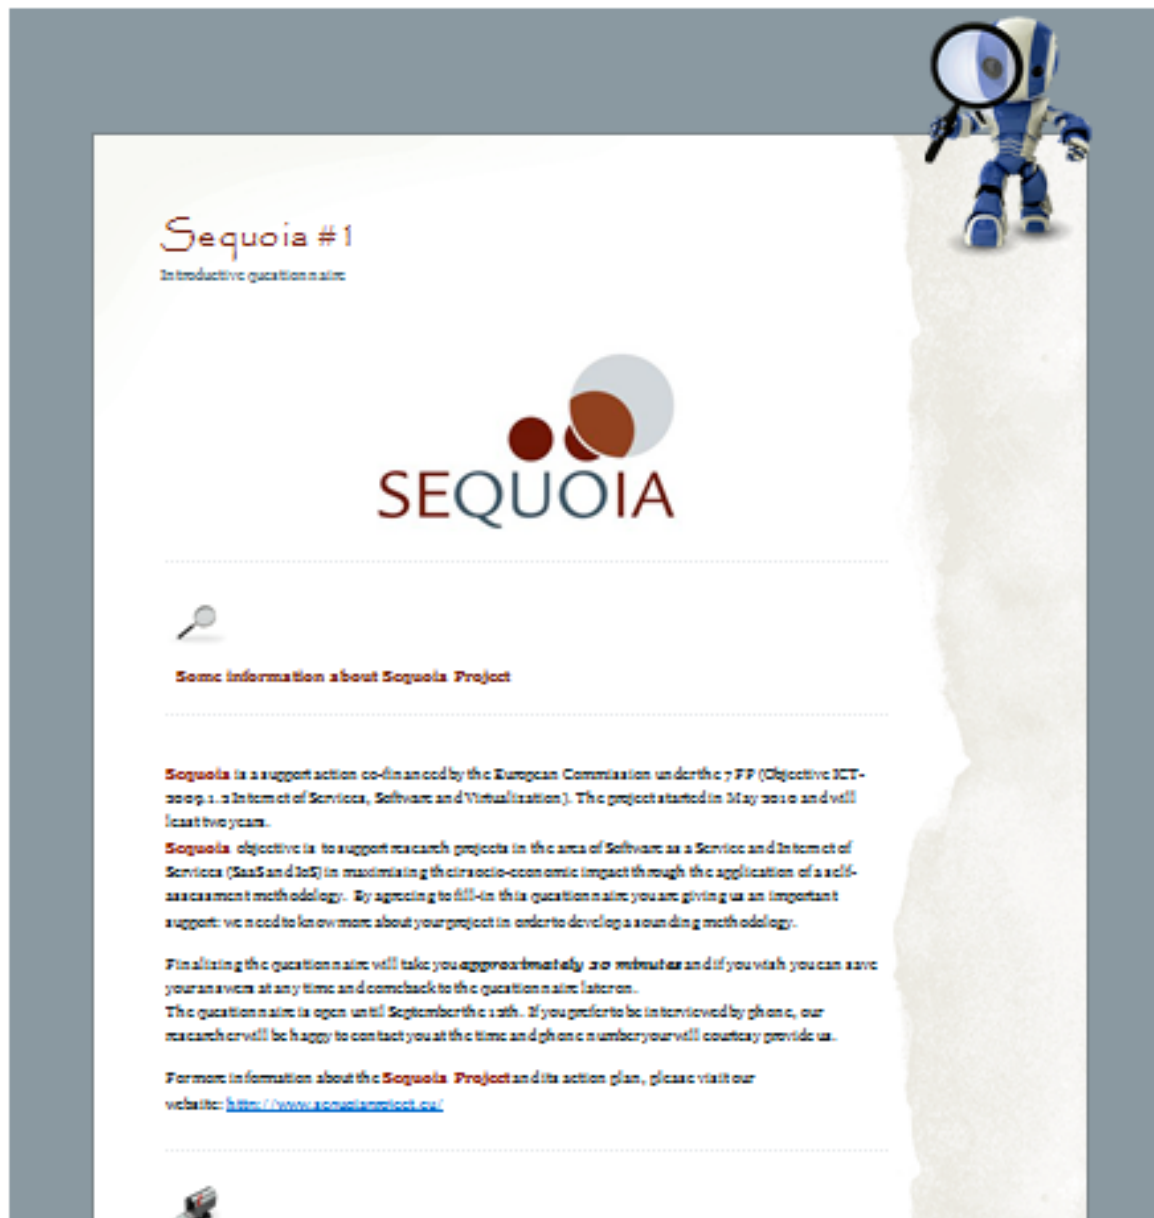 Sequoia #1
Introductive questionnaire
SEQUOIA
Some information about Sequoia Project
Sequoia is a support action co-financed by the European Commission under the 7 FP (Objective ICT-
2009.1.2 Internet of Services, Software and Virtualization). The project started in May 2010 and will
least two years.
Sequoia objective is to support research projects in the area of Software as a Service and Internet of
Services (SaaS and IoS) in maximising their socio-economic impact through the application of a self-
assessment methodology. By agreeing to fill-in this questionnaire you are giving us an important
support: we need to know more about your project in order to develop a sounding methodology.
Finalizing the questionnaire will take you approximately 20 minutes and if you wish you can save
your answers at any time and comeback to the questionnaire later on.
The questionnaire is open until September the 12th. If you prefer to be interviewed by phone, our
researcher will be happy to contact you at the time and phone number your will courtesy provide us.
For more information about the Sequoia Project and its action plan, please visit our
website: http://www.sequoiaproject.eu/